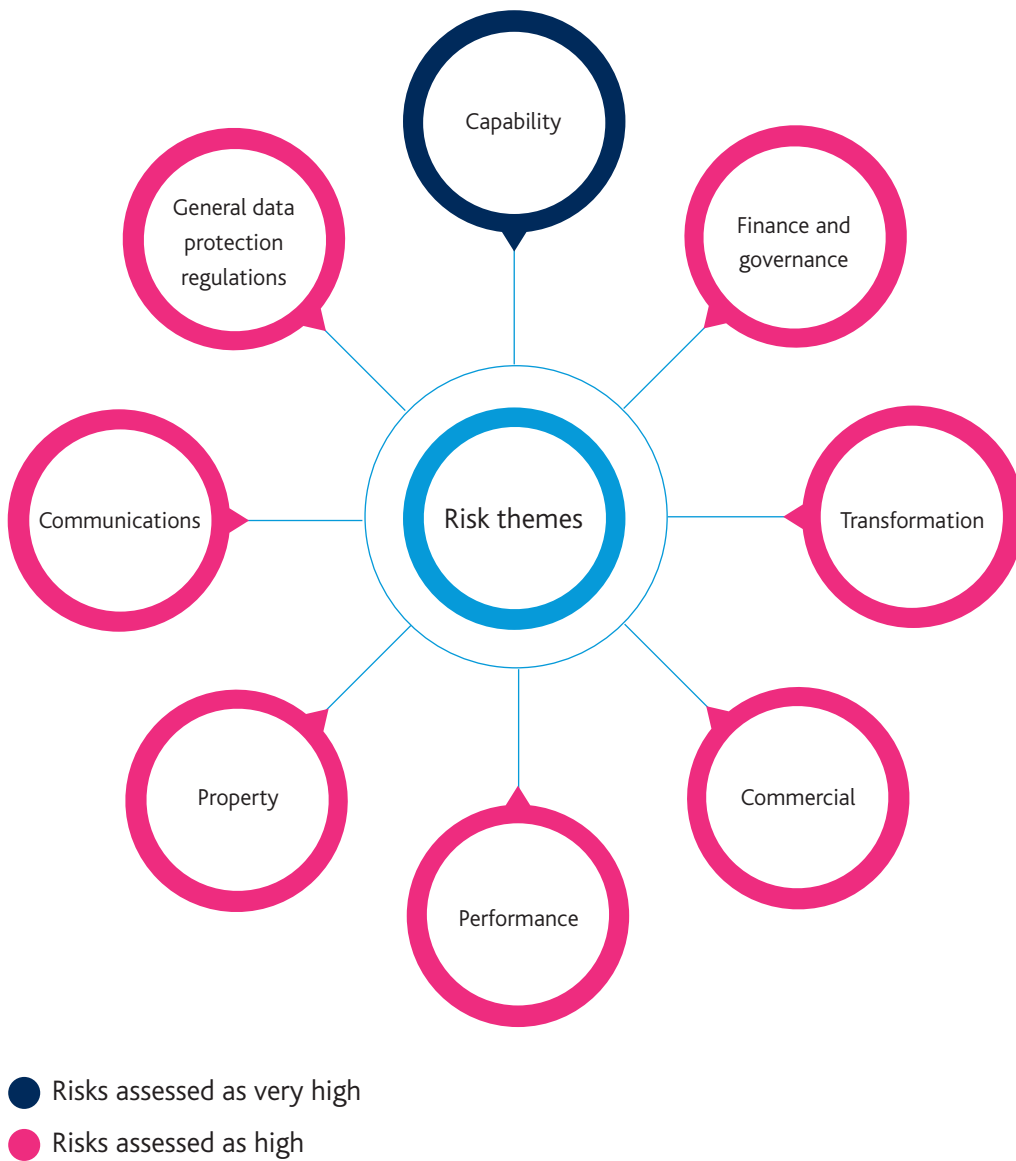 Capability
General data
protection
regulations
Finance and
governance
Communications
Risk themes
Transformation
Property
Commercial
Performance
Risks assessed as very high
Risks assessed as high